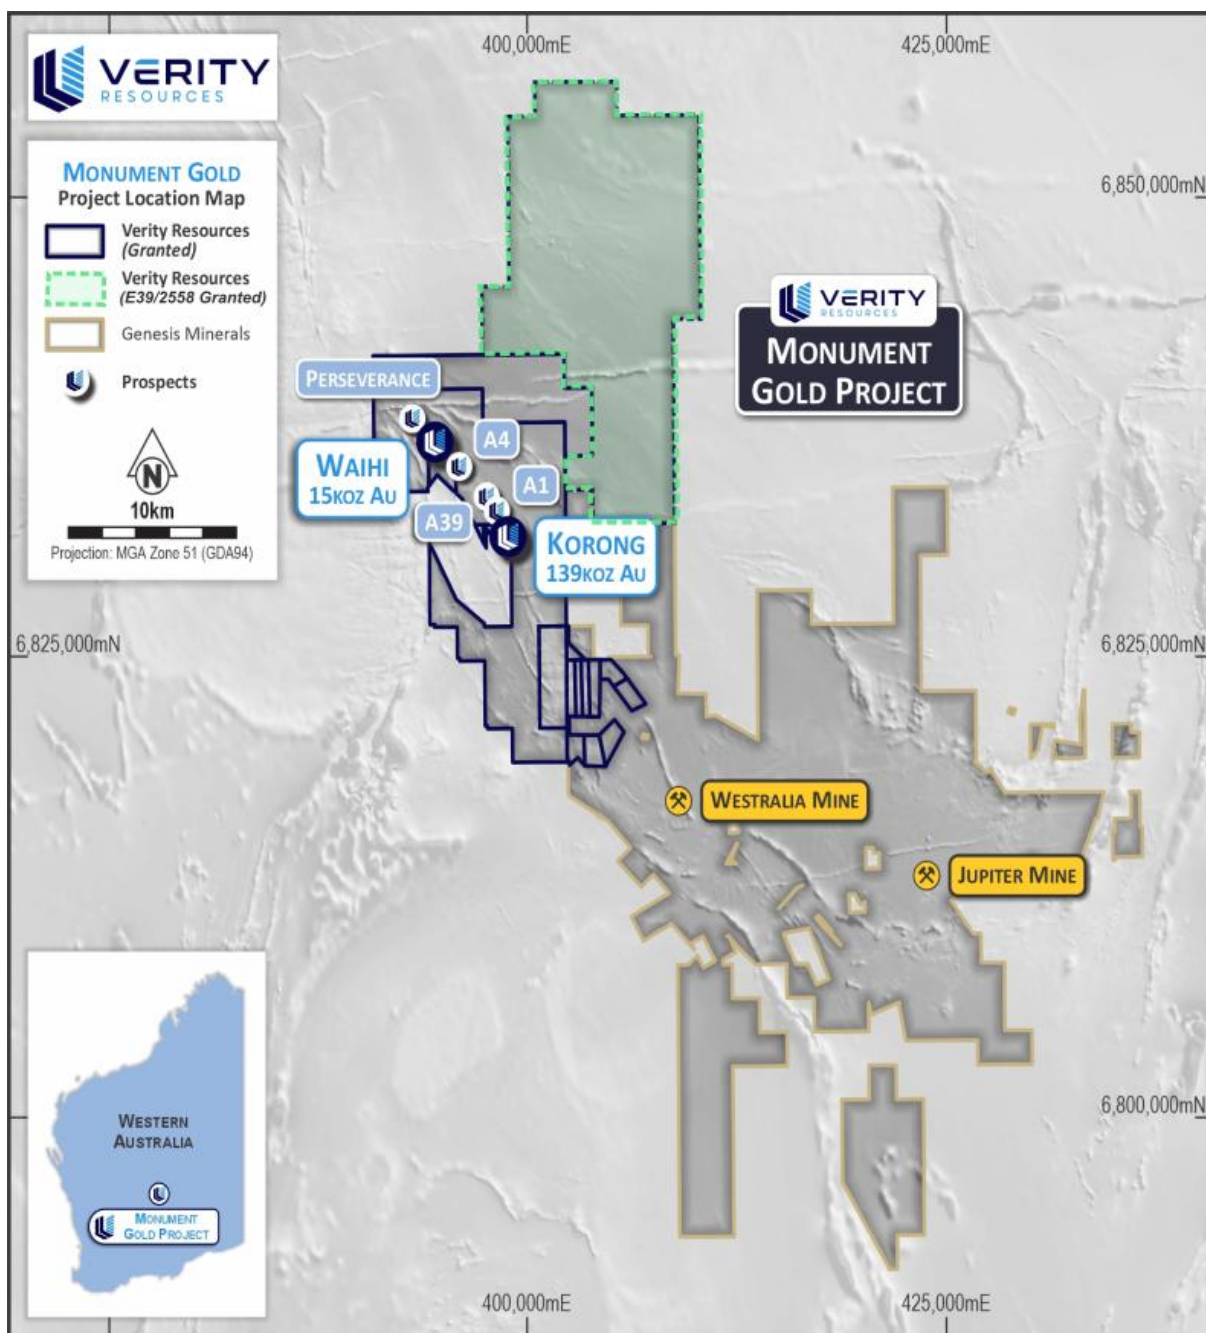 400,000mE
425,000mE
VERITY
RESOURCES
MONUMENT GOLD
Project Location Map
Verity Resources
(Granted)
Verity Resources
(E39/2558 Granted)
Genesis Minerals
Prospects
N
10km
Projection: MGA Zone 51 (GDA94)
6,850,000mN
VERITY
RESOURCES
MONUMENT
GOLD PROJECT
PERSEVERANCE
A4
WAIHI
15KOZ AU
A1
A39
KORONG
139KOZ AU
6,825,000mN
6,825,000mN
WESTRALIA MINE
JUPITER MINE
6,800,000mN
WESTERN
AUSTRALIA
MONUMENT
GOLD PROJECT
400,000mE
425,000mE